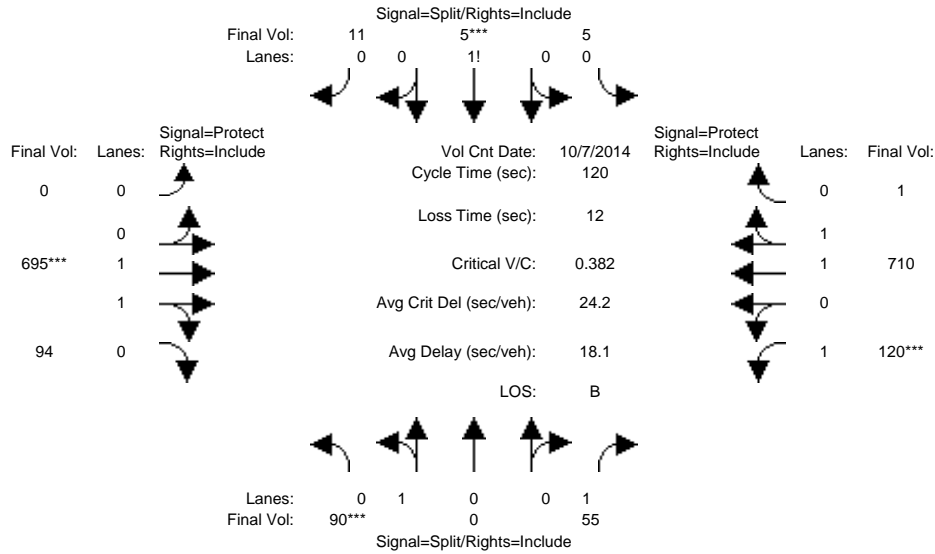 Signal=Split/Rights=Include
Final Vol: 11 5*** 5
Lanes: 0 0 1! 0 0
Signal=Protect Signal=Protect
Final Vol: Lanes: Rights=Include Vol Cnt Date: 10/7/2014 Rights=Include Lanes: Final Vol:
Cycle Time (sec): 120
0 0 0 1
Loss Time (sec): 12
0 1
695*** 1 Critical V/C: 0.382 1 710
1 Avg Crit Del (sec/veh): 24.2 0
94 0 Avg Delay (sec/veh): 18.1 1 120***
LOS: B
Lanes: 0 1 0 0 1
Final Vol: 90*** 0 55
Signal=Split/Rights=Include